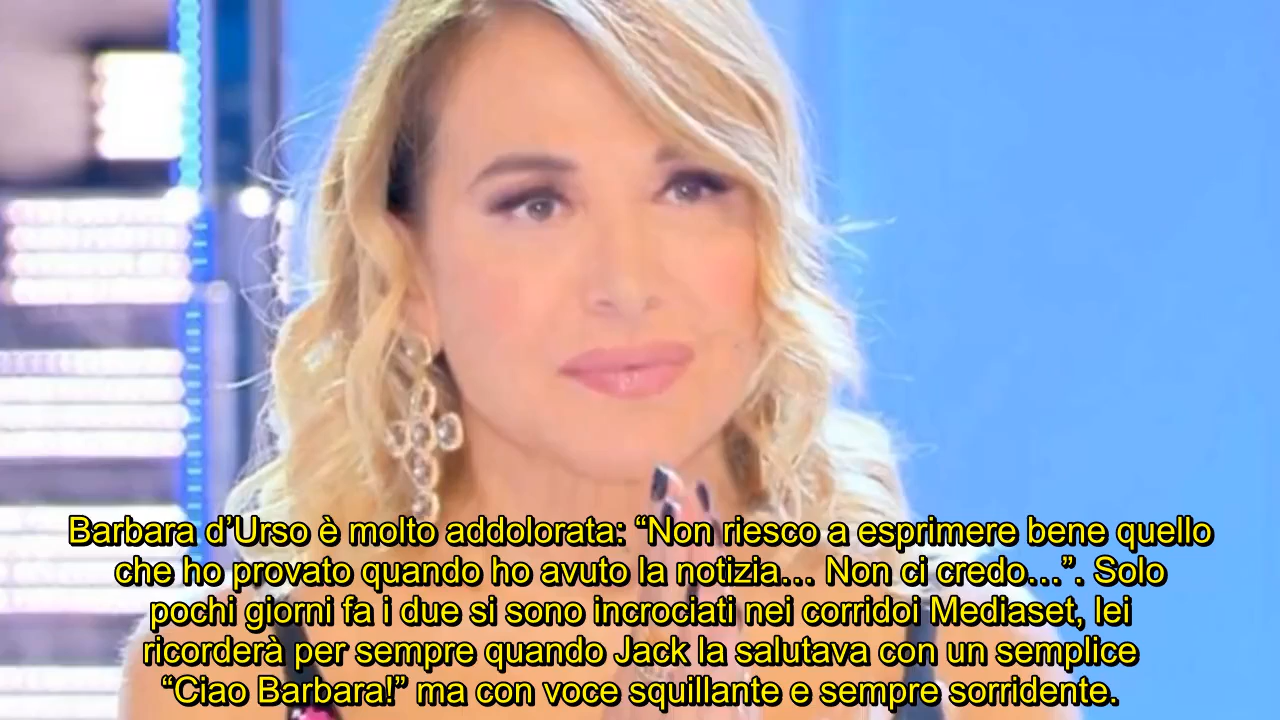 Barbara d’Urso è molto addolorata: “Non riesco a esprimere bene quello
che ho provato quando ho avuto la notizia… Non ci credo…”. Solo
pochi giorni fa i due si sono incrociati nei corridoi Mediaset, lei
ricorderà per sempre quando Jack la salutava con un semplice
“Ciao Barbara!” ma con voce squillante e sempre sorridente.